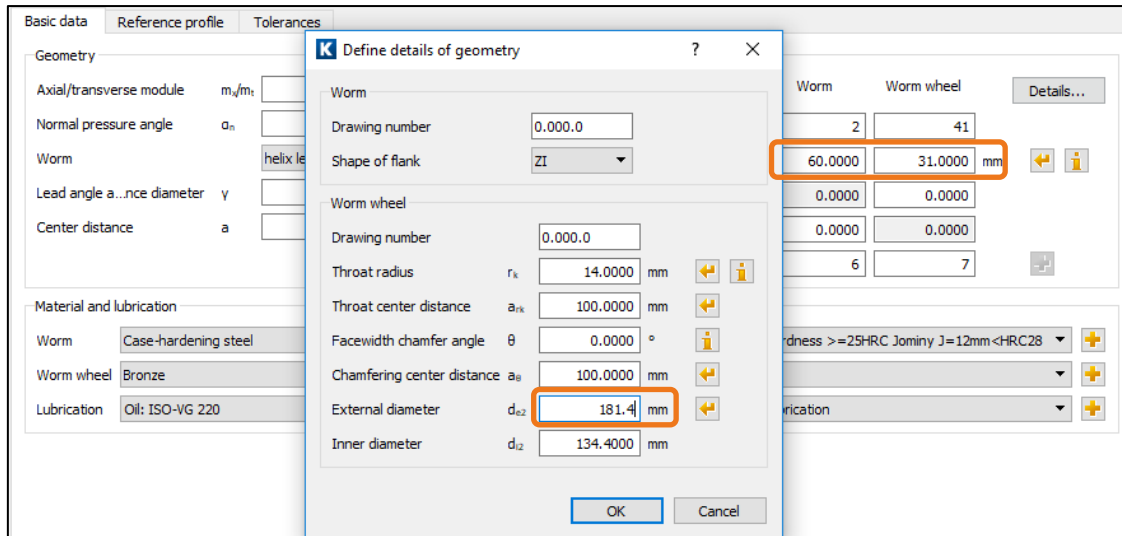 Basic data Reference profile Tolerances
K Define details of geometry ? ×
Geometry
Axial/transverse module mₓ/mₜ
Worm Worm wheel Details...
Worm
Normal pressure angle αₙ
Drawing number 0.000.0
2 41
Worm helix le
Shape of flank ZI
60.0000 31.0000 mm
Lead angle a...nce diameter γ
0.0000 0.0000
Worm wheel
Center distance a
Drawing number 0.000.0
0.0000 0.0000
Throat radius rₖ 14.0000 mm
6 7
Material and lubrication
Throat center distance aᵣₖ 100.0000 mm
Worm Case-hardening steel
Facewidth chamfer angle θ 0.0000 °
rdness >=25HRC Jominy J=12mm<HRC28
Worm wheel Bronze
Chamfering center distance aθ 100.0000 mm
Lubrication Oil: ISO-VG 220
External diameter dₑ₂ 181.4 mm
rication
Inner diameter dᵢ₂ 134.4000 mm
OK Cancel